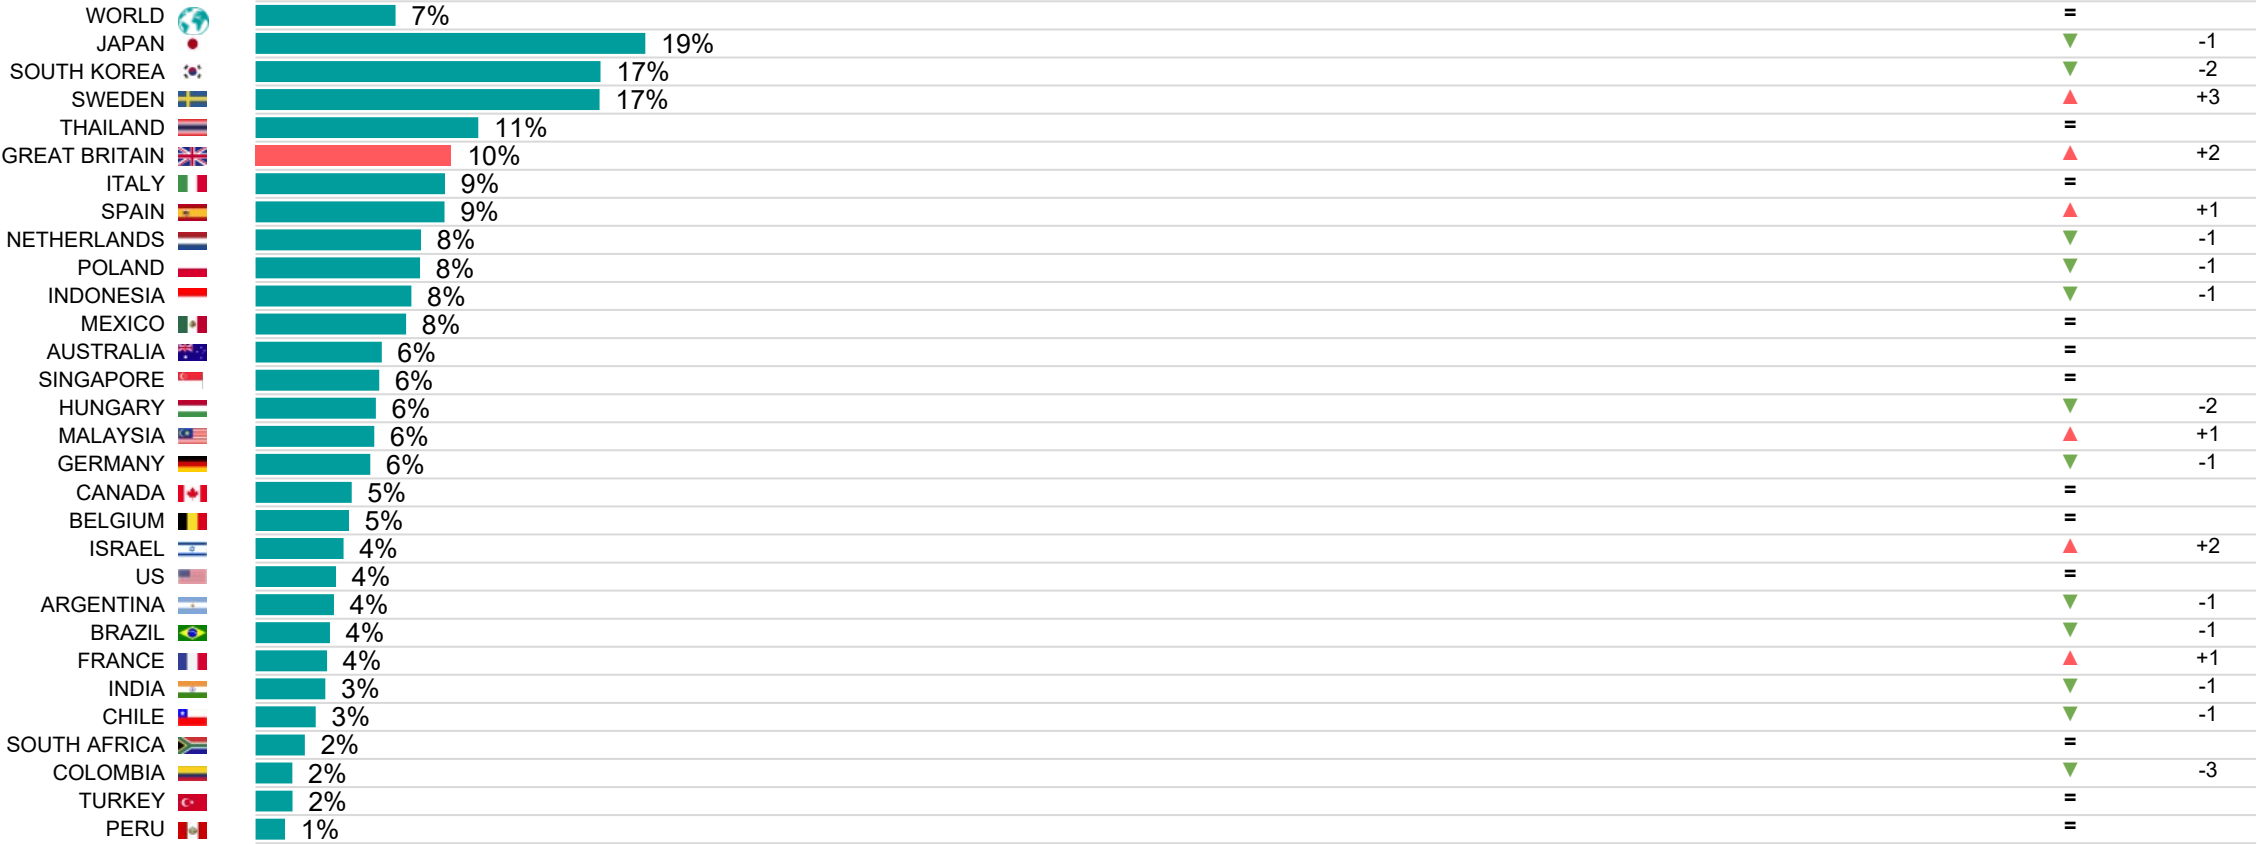 WORLD 7% =
JAPAN 19% ▼ -1
SOUTH KOREA 17% ▼ -2
SWEDEN 17% ▲ +3
THAILAND 11% =
GREAT BRITAIN 10% ▲ +2
ITALY 9% =
SPAIN 9% ▲ +1
NETHERLANDS 8% ▼ -1
POLAND 8% ▼ -1
INDONESIA 8% ▼ -1
MEXICO 8% =
AUSTRALIA 6% =
SINGAPORE 6% =
HUNGARY 6% ▼ -2
MALAYSIA 6% ▲ +1
GERMANY 6% ▼ -1
CANADA 5% =
BELGIUM 5% =
ISRAEL 4% ▲ +2
US 4% =
ARGENTINA 4% ▼ -1
BRAZIL 4% ▼ -1
FRANCE 4% ▲ +1
INDIA 3% ▼ -1
CHILE 3% ▼ -1
SOUTH AFRICA 2% =
COLOMBIA 2% ▼ -3
TURKEY 2% =
PERU 1% =